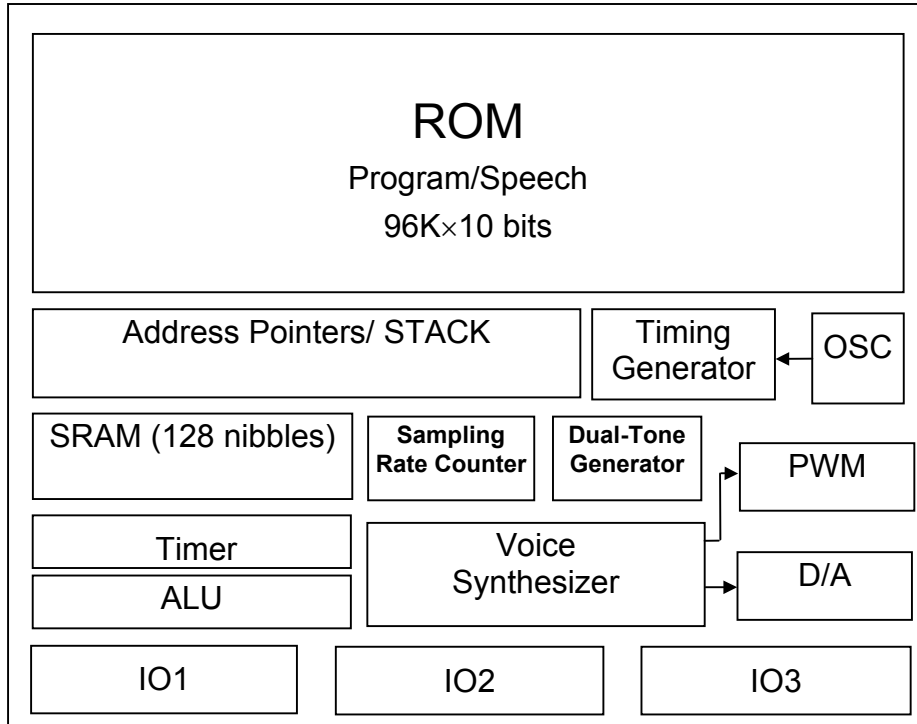 ROM
Program/Speech
96K×10 bits
Address Pointers/ STACK
Timing
Generator
OSC
SRAM (128 nibbles)
Sampling
Rate Counter
Dual-Tone
Generator
PWM
Timer
Voice
Synthesizer
D/A
ALU
IO1
IO2
IO3